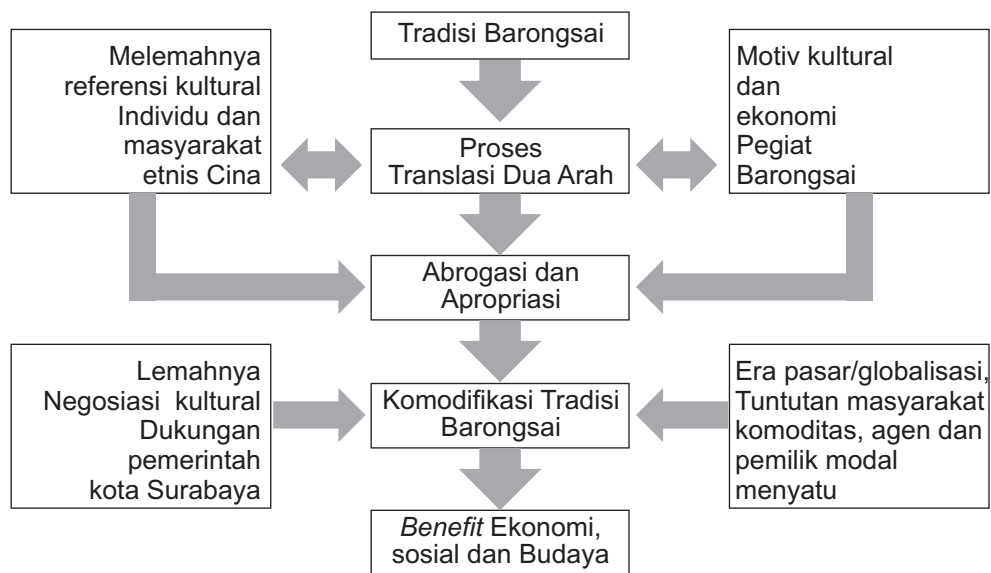 Tradisi Barongsai
Melemahnya
referensi kultural
Individu dan
masyarakat
etnis Cina
Proses
Translasi Dua Arah
Motiv kultural
dan
ekonomi
Pegiat
Barongsai
Abrogasi dan
Apropriasi
Lemahnya
Negosiasi kultural
Dukungan
pemerintah
kota Surabaya
Komodifikasi Tradisi
Barongsai
Era pasar/globalisasi,
Tuntutan masyarakat
komoditas, agen dan
pemilik modal
menyatu
Benefit Ekonomi,
sosial dan Budaya